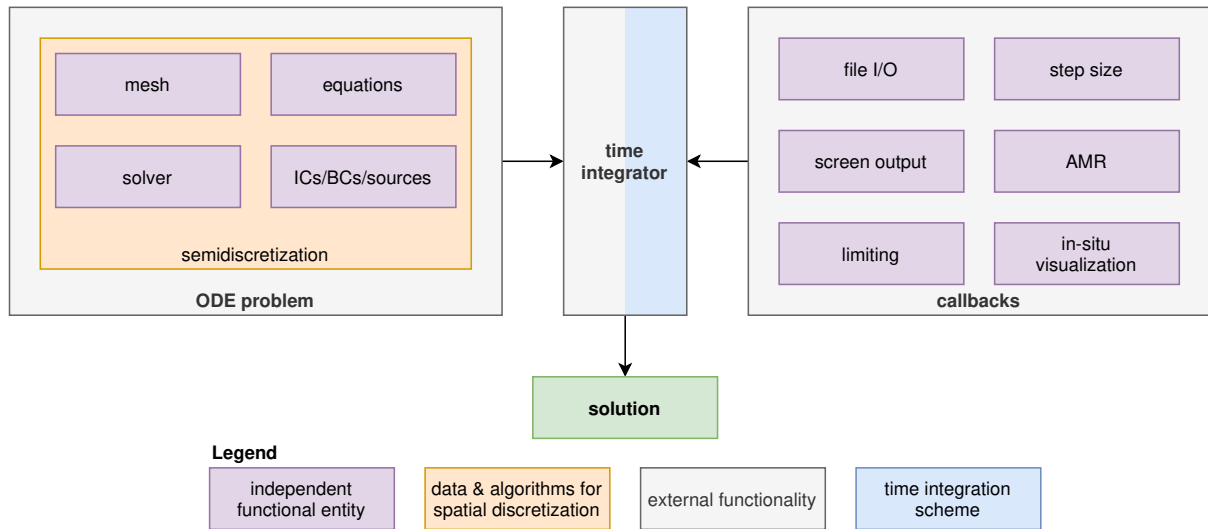 mesh
equations
solver
ICs/BCs/sources
semidiscretization
ODE problem
time
integrator
file I/O
step size
screen output
AMR
limiting
in-situ
visualization
callbacks
solution
Legend
independent
functional entity
data & algorithms for
spatial discretization
external functionality
time integration
scheme